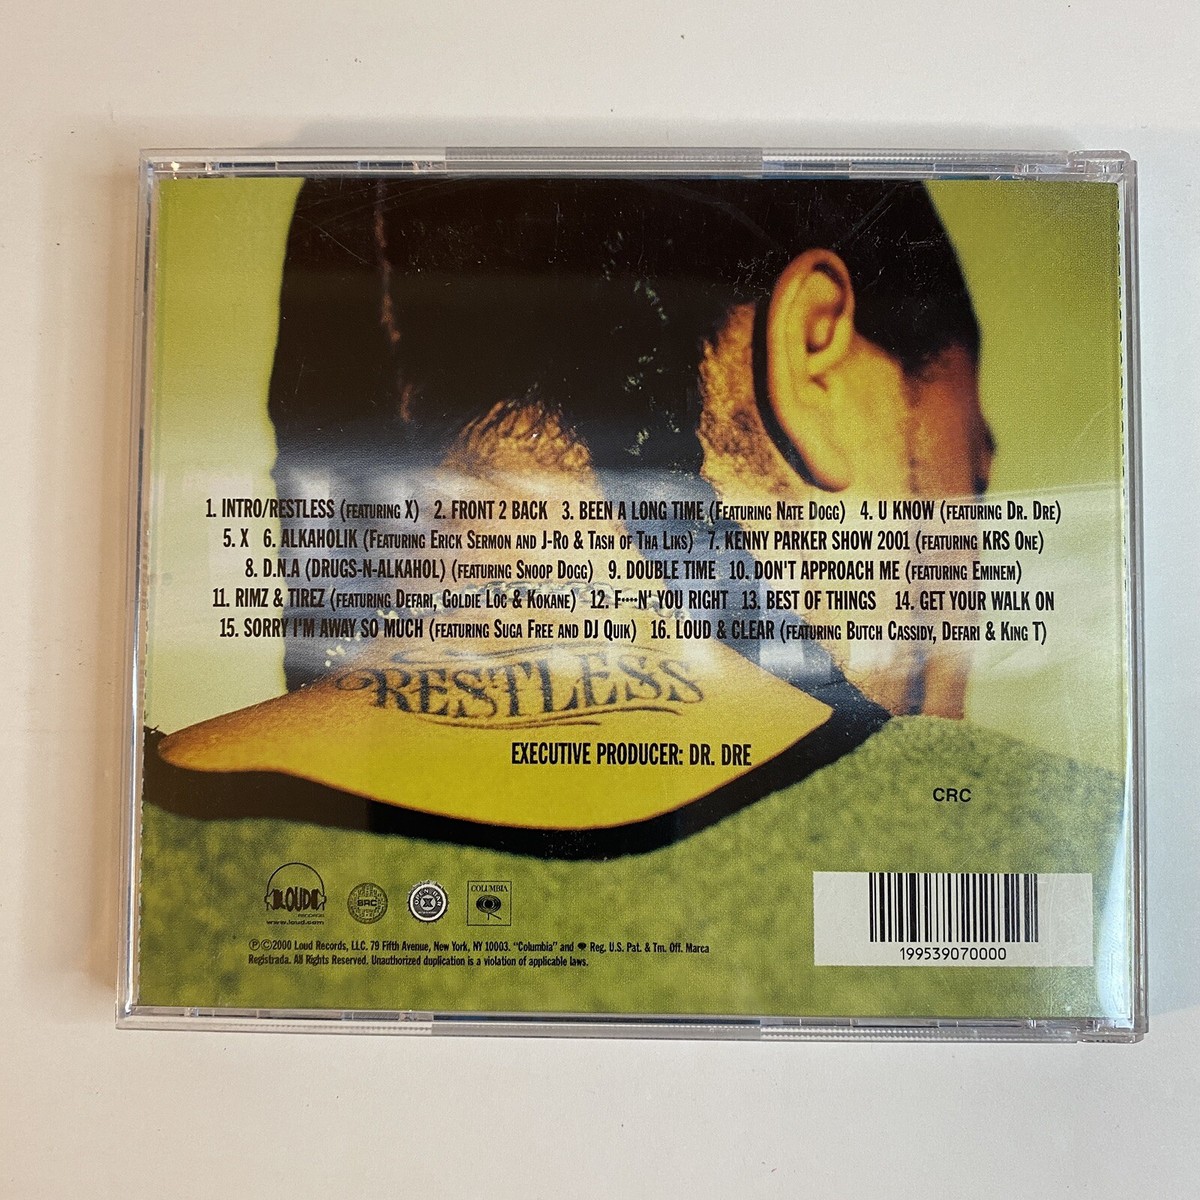 1. INTRO/RESTLESS (FEATURING X) 2. FRONT 2 BACK 3. BEEN A LONG TIME (FEATURING NATE DOGG) 4. U KNOW (FEATURING DR. DRE)
5. X 6. ALKAHOLIK (FEATURING ERICK SERMON AND J-RO & TASH OF THA LIKS) 7. KENNY PARKER SHOW 2001 (FEATURING KRS ONE)
8. D.N.A (DRUGS-N-ALKAHOL) (FEATURING SNOOP DOGG) 9. DOUBLE TIME 10. DON'T APPROACH ME (FEATURING EMINEM)
11. RIMZ & TIREZ (FEATURING DEFARI, GOLDIE LOC & KOKANE) 12. F····N' YOU RIGHT 13. BEST OF THINGS 14. GET YOUR WALK ON
15. SORRY I'M AWAY SO MUCH (FEATURING SUGA FREE AND DJ QUIK) 16. LOUD & CLEAR (FEATURING BUTCH CASSIDY, DEFARI & KING T)
RESTLESS
EXECUTIVE PRODUCER: DR. DRE
CRC
LOUD
RECORDS
www.loud.com
SRC
X
COLUMBIA
℗©2000 Loud Records, LLC. 79 Fifth Avenue, New York, NY 10003. "Columbia" and Reg. U.S. Pat. & Tm. Off. Marca
Registrada. All Rights Reserved. Unauthorized duplication is a violation of applicable laws.
199539070000